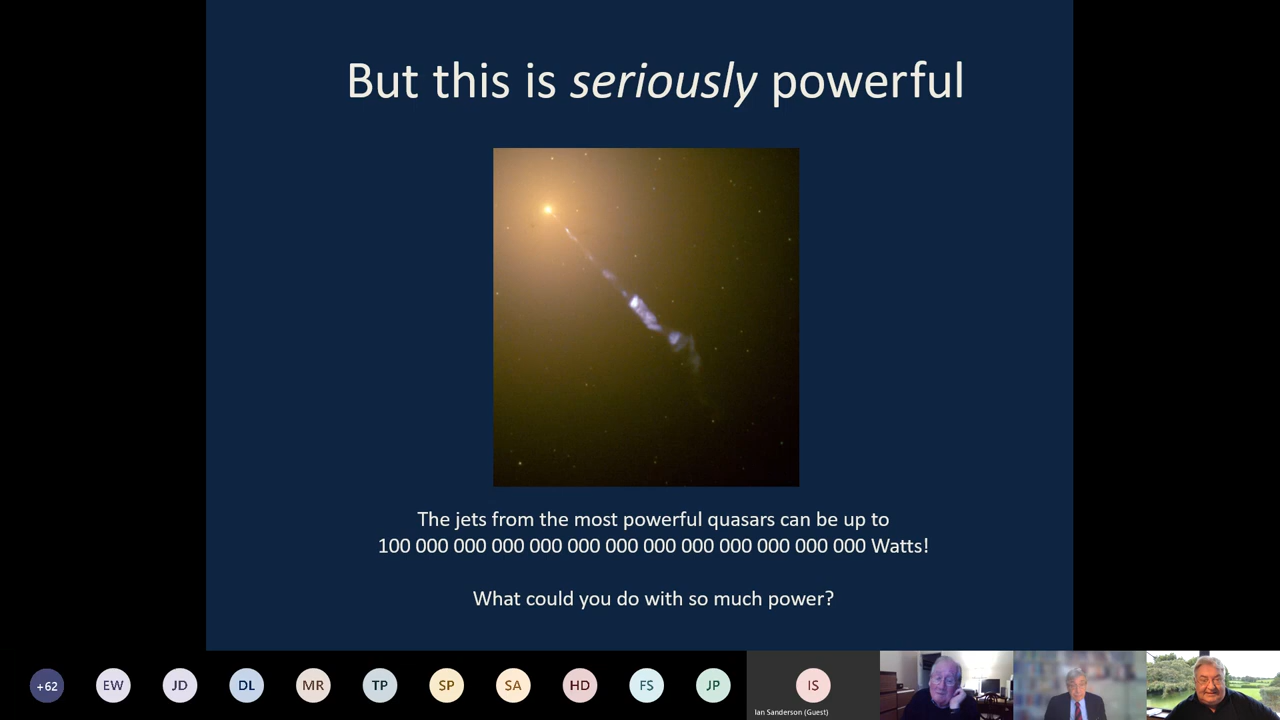 But this is seriously powerful
The jets from the most powerful quasars can be up to
100 000 000 000 000 000 000 000 000 000 000 000 000 Watts!
What could you do with so much power?
+62 EW JD DL MR TP SP SA HD FS JP IS
Ian Sanderson (Guest)